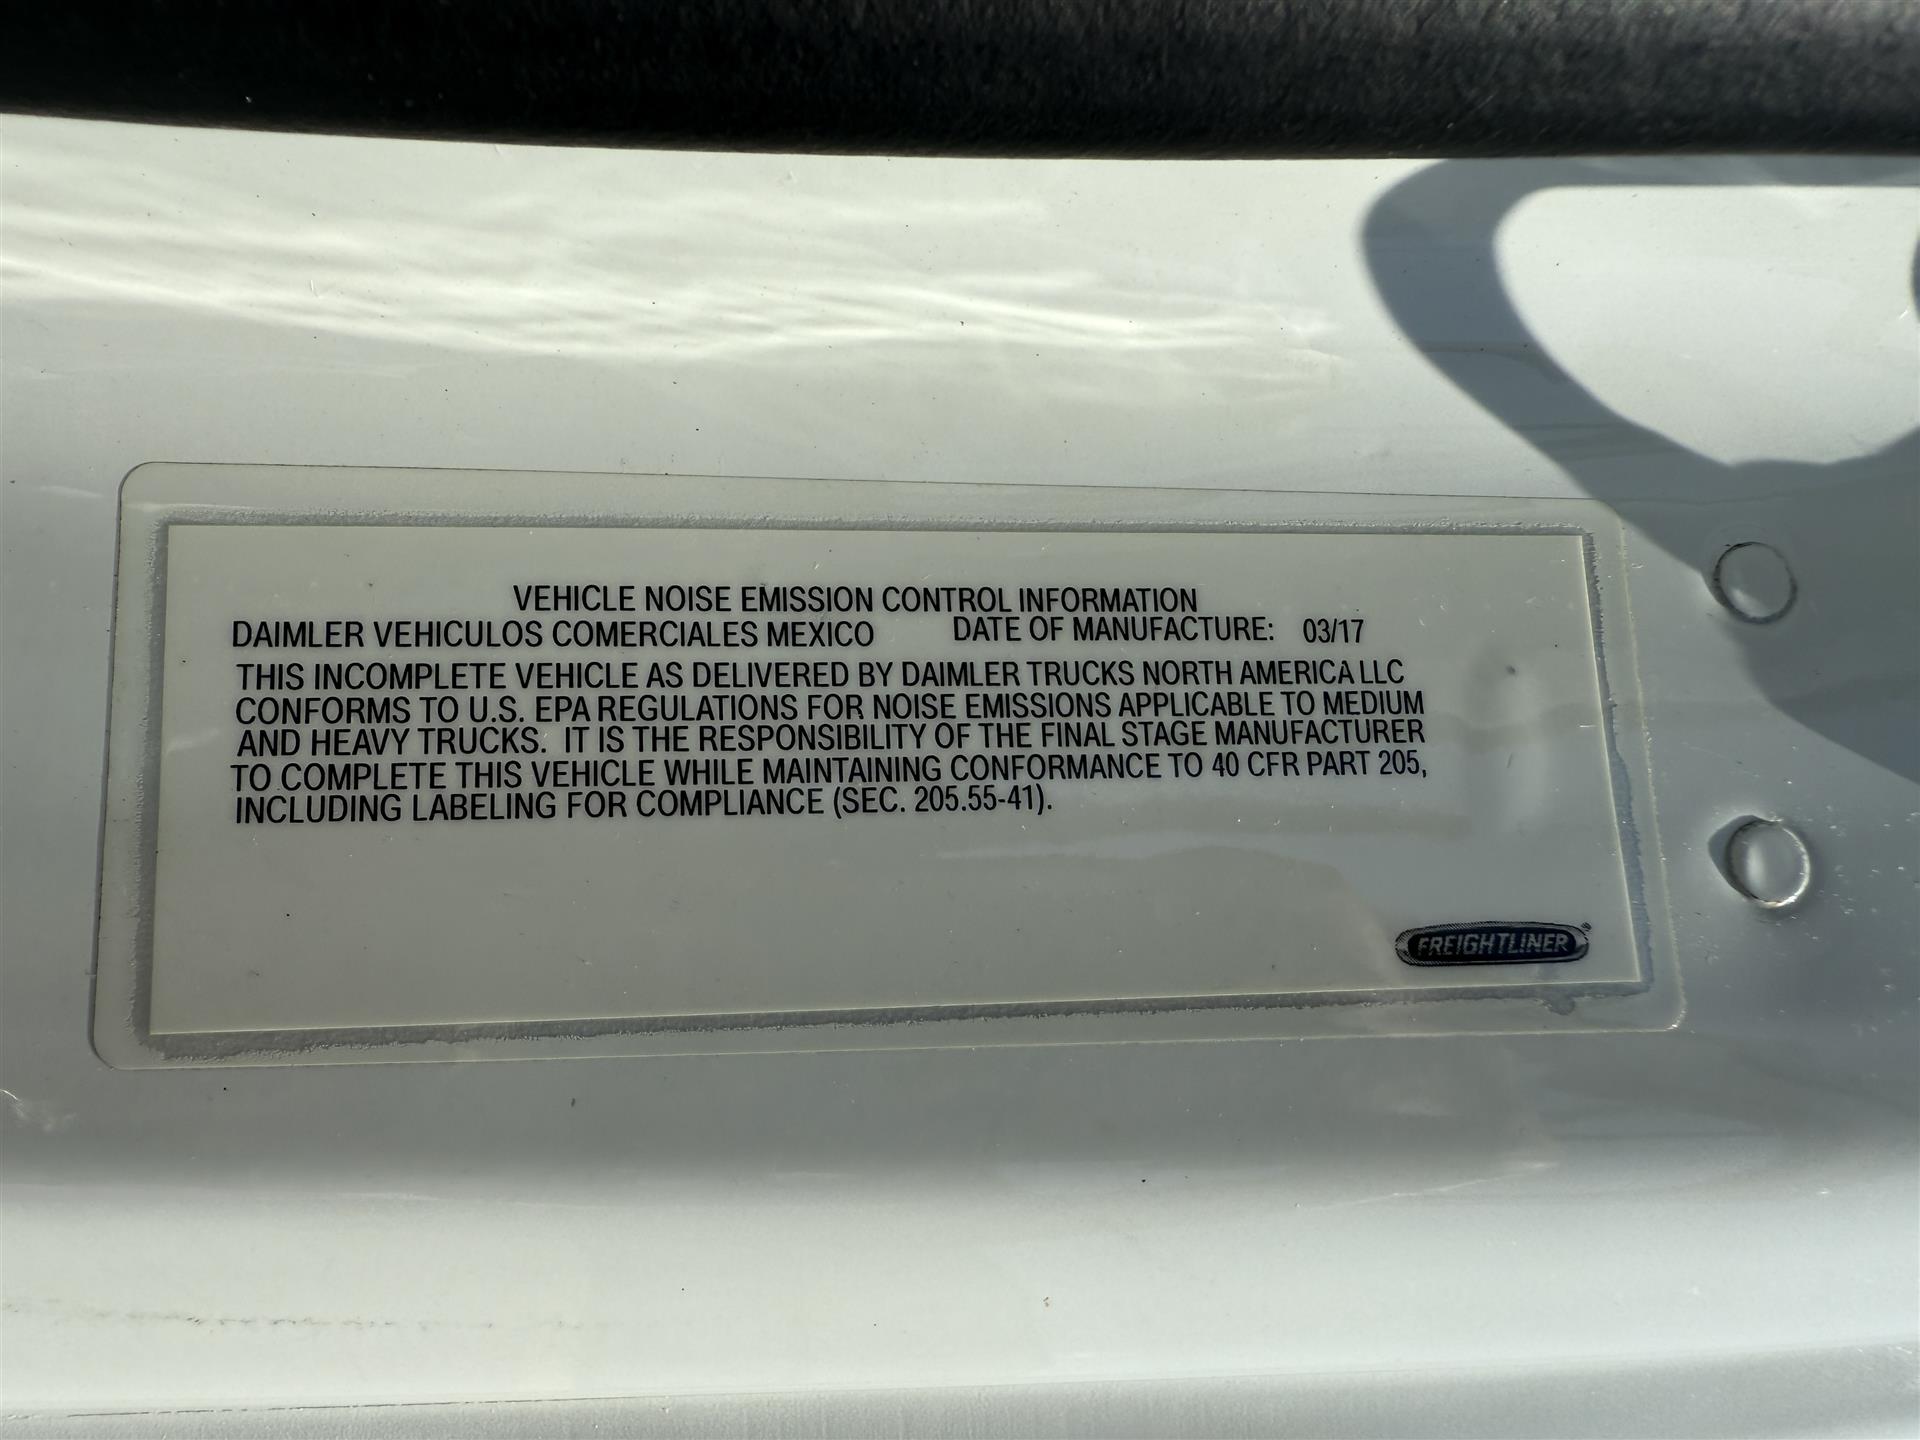 VEHICLE NOISE EMISSION CONTROL INFORMATION
DAIMLER VEHICULOS COMERCIALES MEXICO DATE OF MANUFACTURE: 03/17
THIS INCOMPLETE VEHICLE AS DELIVERED BY DAIMLER TRUCKS NORTH AMERICA LLC
CONFORMS TO U.S. EPA REGULATIONS FOR NOISE EMISSIONS APPLICABLE TO MEDIUM
AND HEAVY TRUCKS. IT IS THE RESPONSIBILITY OF THE FINAL STAGE MANUFACTURER
TO COMPLETE THIS VEHICLE WHILE MAINTAINING CONFORMANCE TO 40 CFR PART 205,
INCLUDING LABELING FOR COMPLIANCE (SEC. 205.55-41).
FREIGHTLINER®